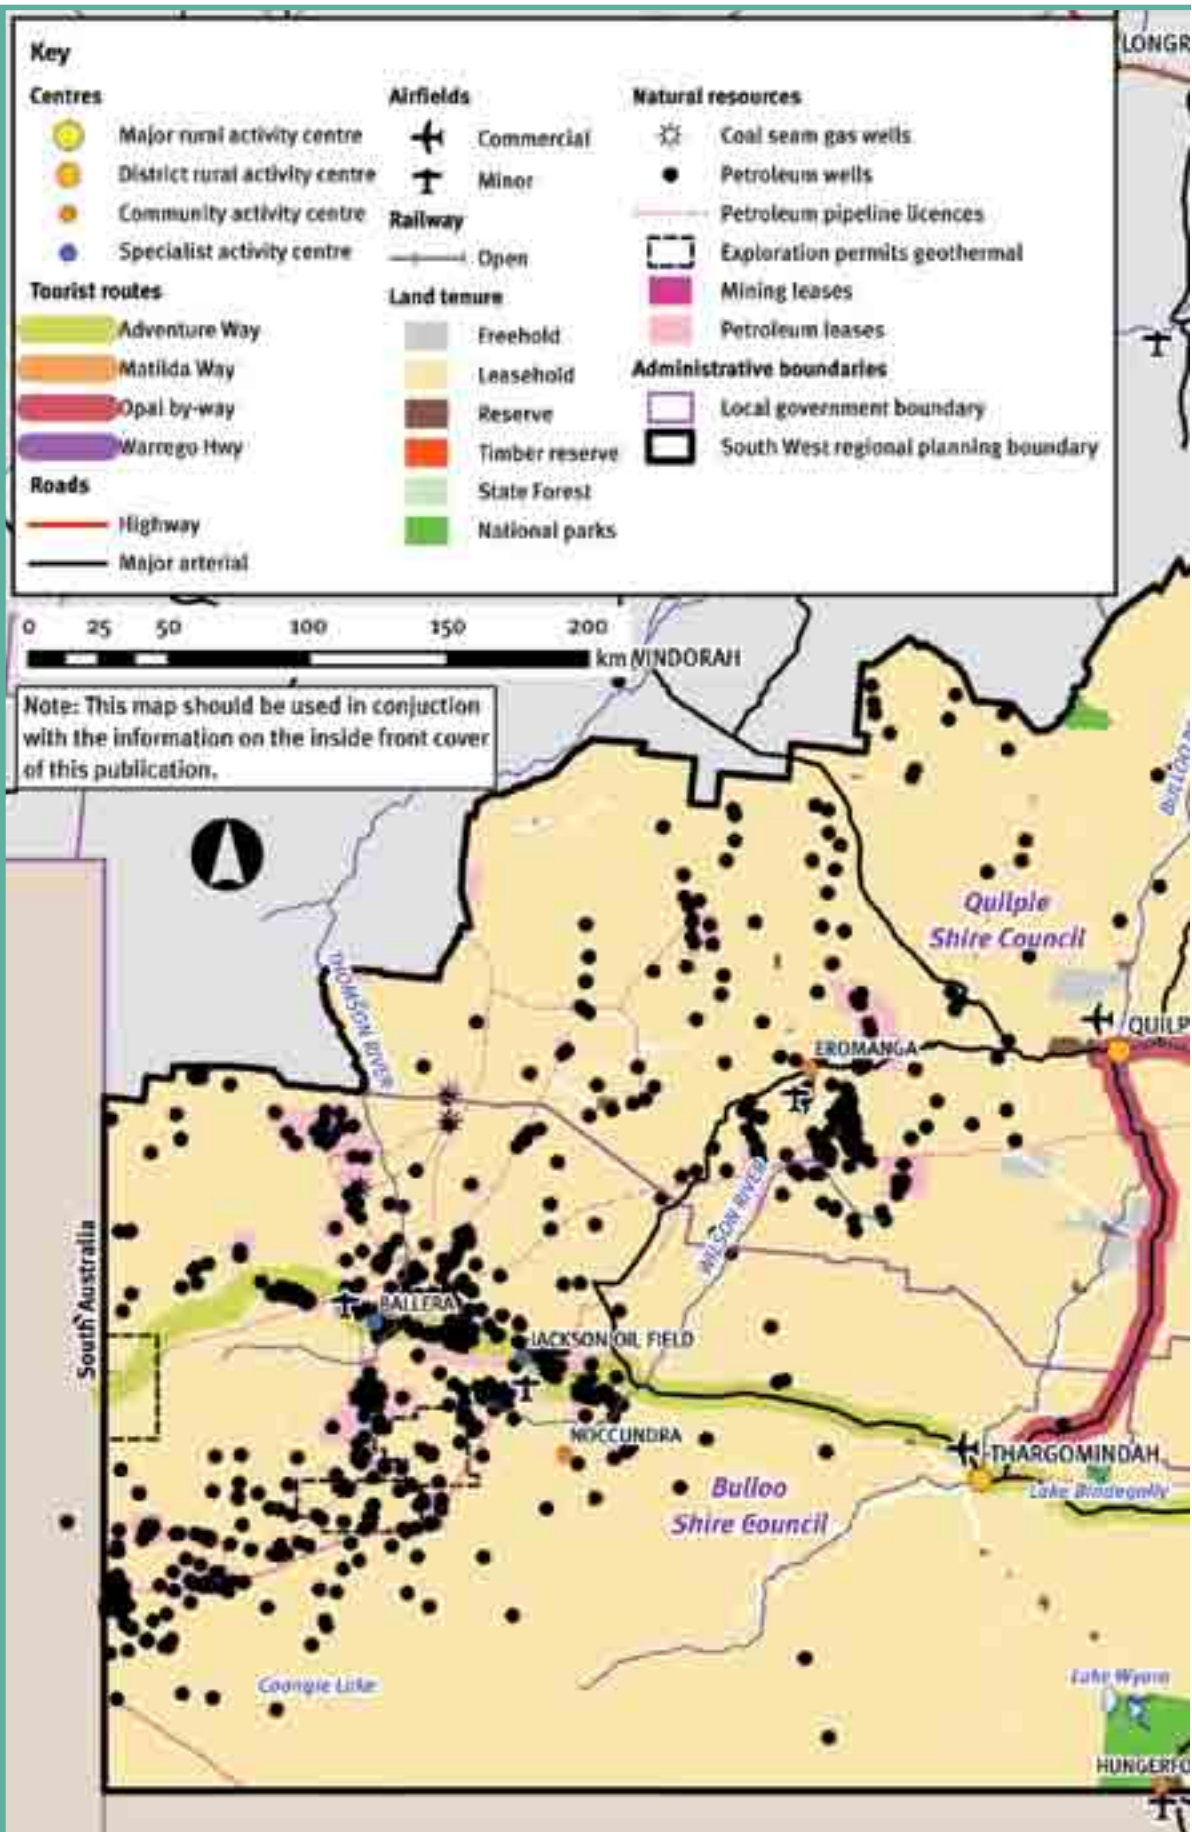 Key
Centres
Major rural activity centre
District rural activity centre
Community activity centre
Specialist activity centre
Tourist routes
Adventure Way
Matilda Way
Opal by-way
Warrego Hwy
Roads
Highway
Major arterial
Airfields
Commercial
Minor
Railway
Open
Land tenure
Freehold
Leasehold
Reserve
Timber reserve
State Forest
National parks
Natural resources
Coal seam gas wells
Petroleum wells
Petroleum pipeline licences
Exploration permits geothermal
Mining leases
Petroleum leases
Administrative boundaries
Local government boundary
South West regional planning boundary
LONGR
0 25 50 100 150 200
km
INDORAH
Note: This map should be used in conjuction
with the information on the inside front cover
of this publication.
BULLOO
Quilpie
Shire Council
THOMSON RIVER
QUILP
EROMANGA
WILSON RIVER
South Australia
BALLERA
JACKSON OIL FIELD
NOCCUNDRA
THARGOMINDAH
Lake Bindegolly
Bulloo
Shire Council
Coongie Lake
Lake Wyara
HUNGERFO